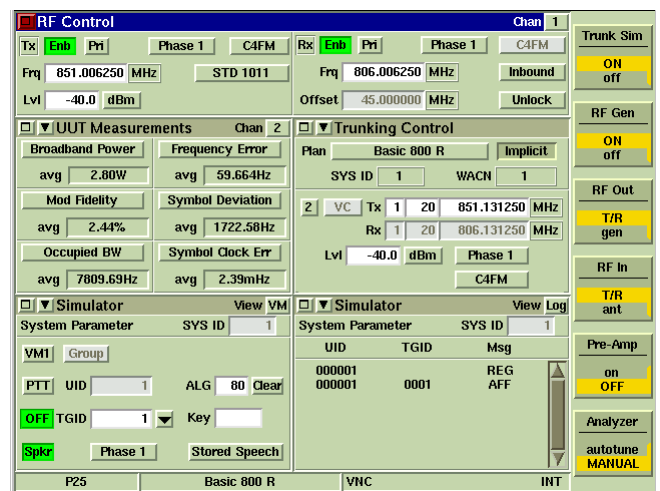 RF Control Chan 1
Tx Enb Pri Phase 1 C4FM Rx Enb Pri Phase 1 C4FM
Frq 851.006250 MHz STD 1011 Frq 806.006250 MHz Inbound
Lvl -40.0 dBm Offset 45.000000 MHz Unlock
UUT Measurements Chan 2
Broadband Power Frequency Error
avg 2.80W avg 59.664Hz
Mod Fidelity Symbol Deviation
avg 2.44% avg 1722.58Hz
Occupied BW Symbol Clock Err
avg 7809.69Hz avg 2.39mHz
Trunking Control
Plan Basic 800 R Implicit
SYS ID 1 WACN 1
2 VC Tx 1 20 851.131250 MHz
Rx 1 20 806.131250 MHz
Lvl -40.0 dBm Phase 1
C4FM
Simulator View VM
System Parameter SYS ID 1
VM1 Group
PTT UID 1 ALG 80 Clear
OFF TGID 1 Key
Spkr Phase 1 Stored Speech
Simulator View Log
System Parameter SYS ID 1
UID TGID Msg
000001 REG
000001 0001 AFF
P25 Basic 800 R VNC INT
Trunk Sim
ON
off
RF Gen
ON
off
RF Out
T/R
gen
RF In
T/R
ant
Pre-Amp
on
OFF
Analyzer
autotune
MANUAL